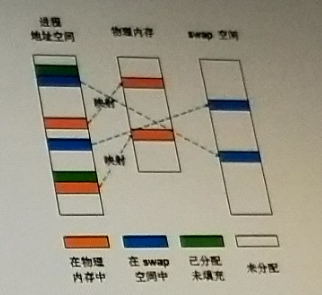 进程
地址空间
物理内存
swap 空间
映射
映射
在物理
内存中
在 swap
空间中
已分配
未填充
未分配